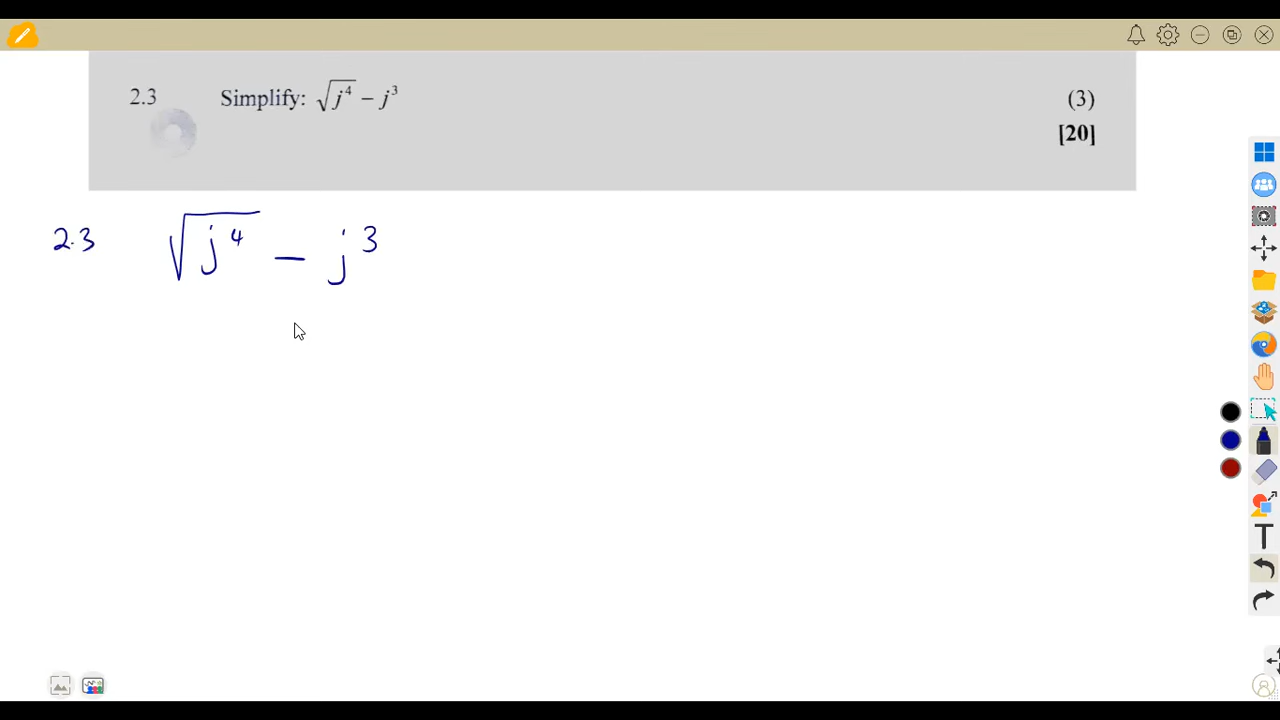 2.3 Simplify: √j⁴ − j³ (3)
[20]
2.3 √j⁴ − j³
T